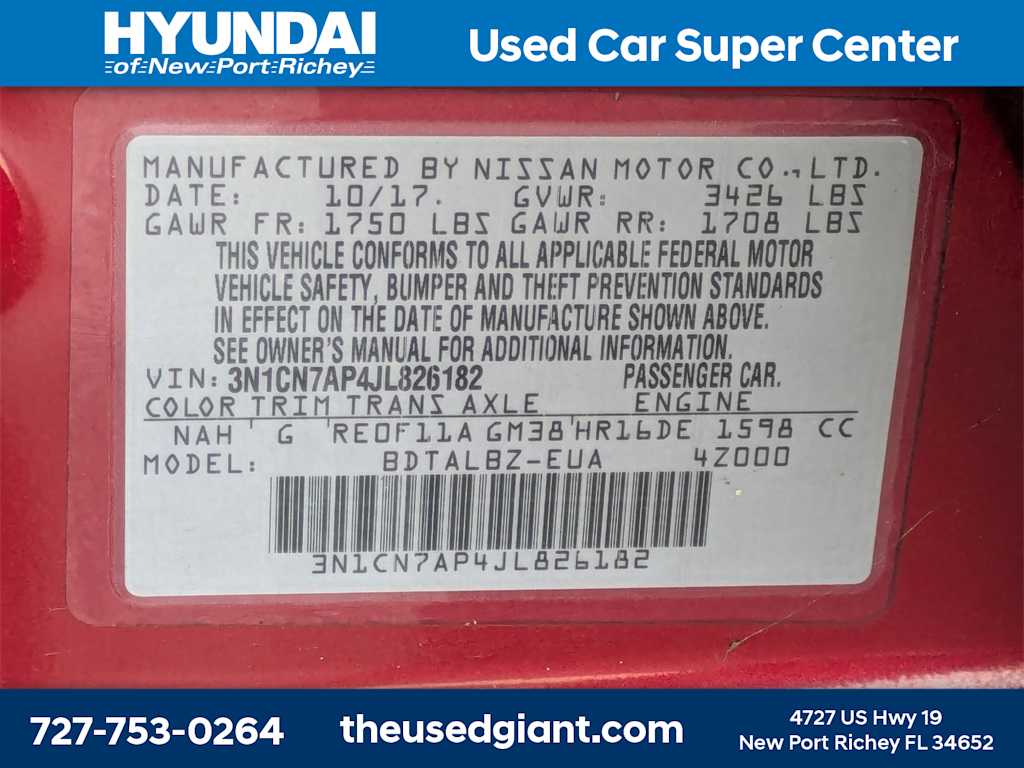 HYUNDAI
of New Port Richey
Used Car Super Center
MANUFACTURED BY NISSAN MOTOR CO.,LTD.
DATE: 10/17. GVWR: 3426 LBS
GAWR FR: 1750 LBS GAWR RR: 1708 LBS
THIS VEHICLE CONFORMS TO ALL APPLICABLE FEDERAL MOTOR
VEHICLE SAFETY, BUMPER AND THEFT PREVENTION STANDARDS
IN EFFECT ON THE DATE OF MANUFACTURE SHOWN ABOVE.
SEE OWNER'S MANUAL FOR ADDITIONAL INFORMATION.
VIN: 3N1CN7AP4JL826182 PASSENGER CAR.
COLOR TRIM TRANS AXLE ENGINE
NAH G RE0F11A GM38 HR16DE 1598 CC
MODEL: BDTALBZ-EUA 4Z000
3N1CN7AP4JL826182
727-753-0264
theusedgiant.com
4727 US Hwy 19
New Port Richey FL 34652